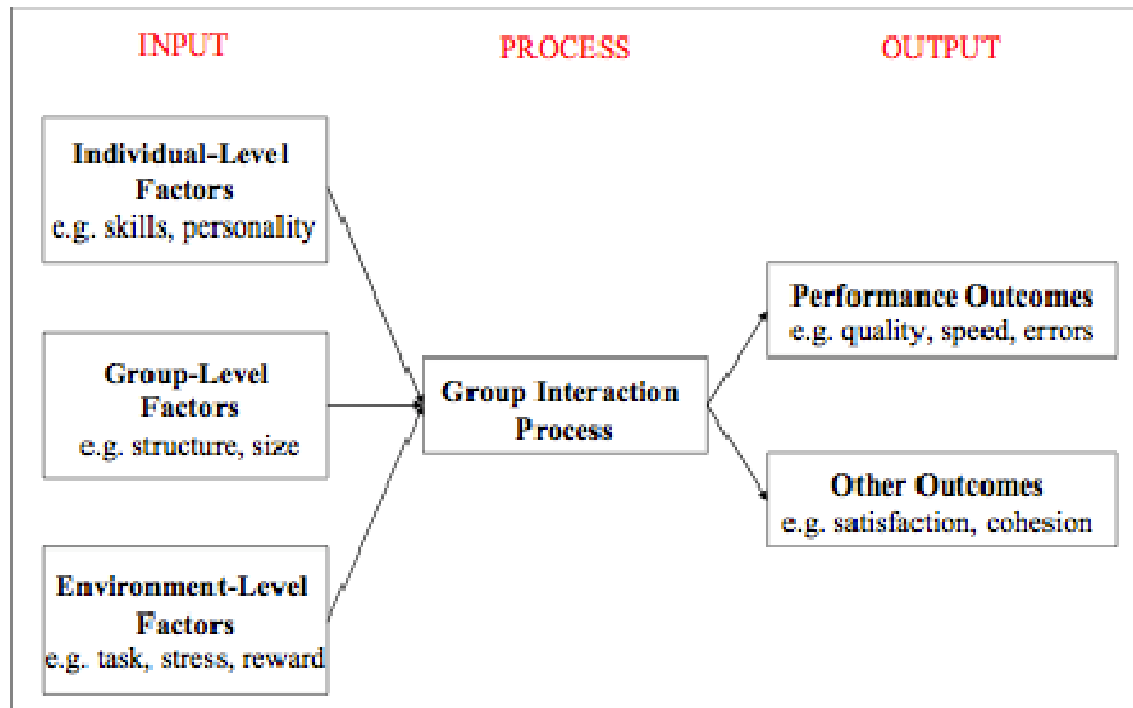 INPUT
PROCESS
OUTPUT
Individual-Level
Factors
e.g. skills, personality
Group-Level
Factors
e.g. structure, size
Environment-Level
Factors
e.g. task, stress, reward
Group Interaction
Process
Performance Outcomes
e.g. quality, speed, errors
Other Outcomes
e.g. satisfaction, cohesion